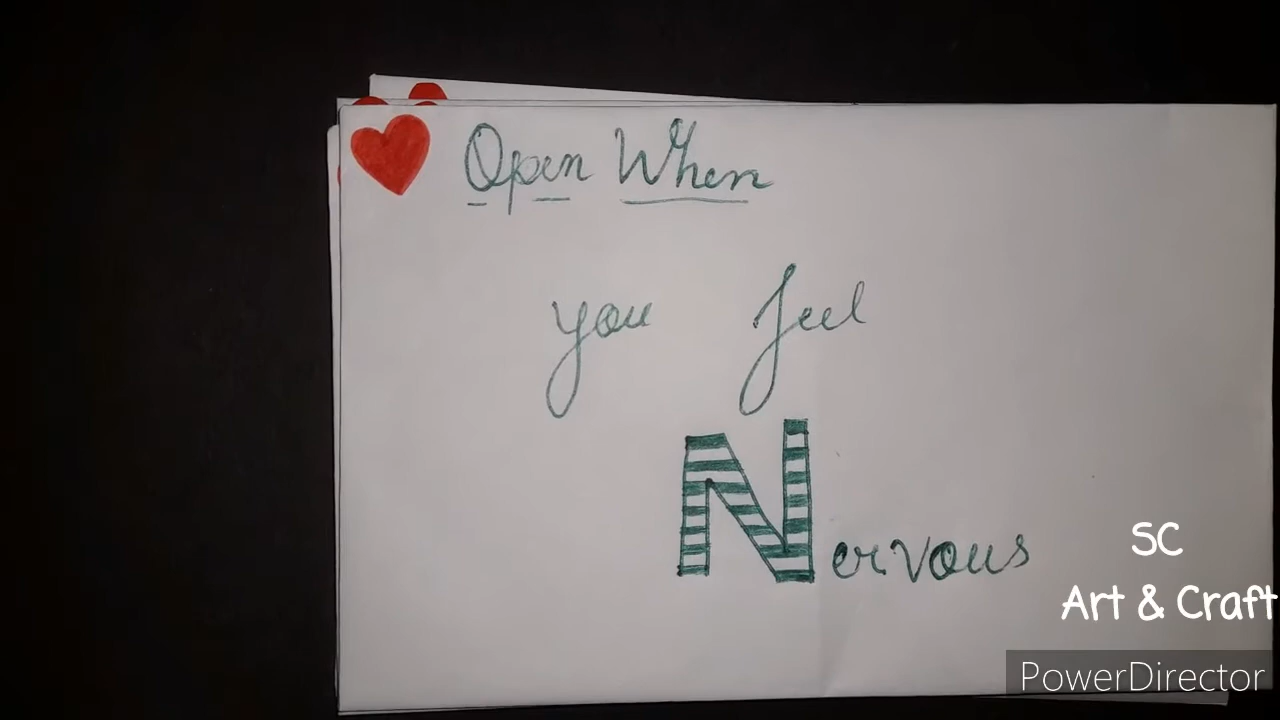 Open When
you feel
Nervous
SC
Art & Craft
PowerDirector